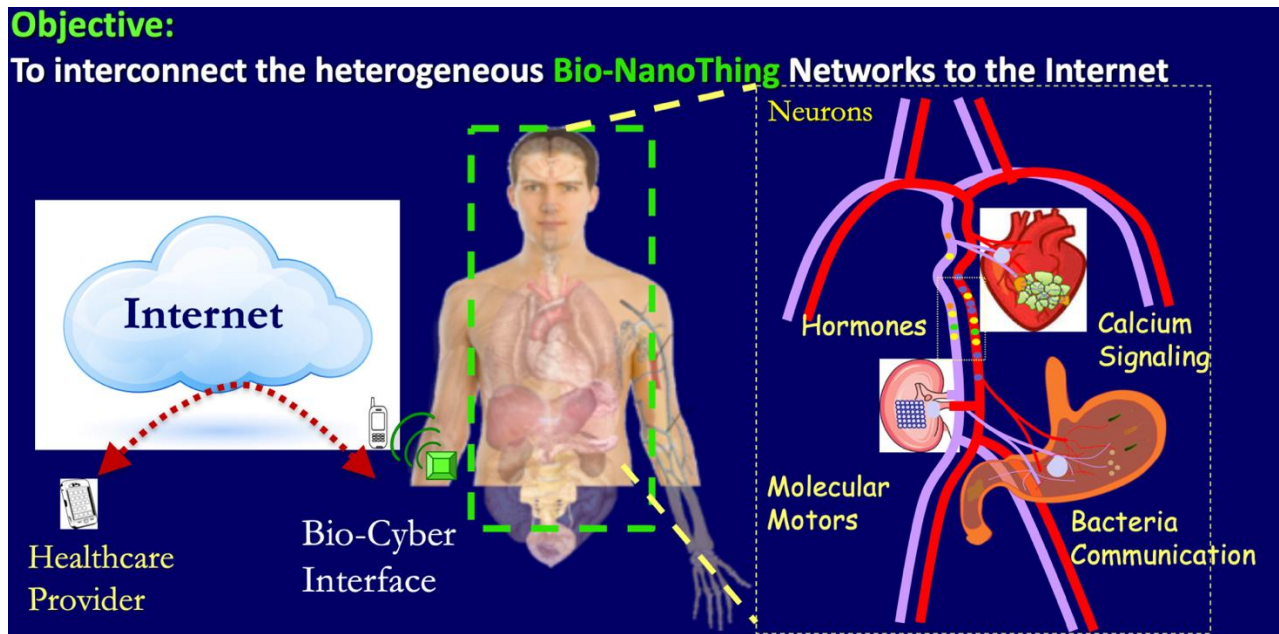 Objective:
To interconnect the heterogeneous Bio-NanoThing Networks to the Internet
Neurons
Internet
Hormones
Calcium
Signaling
Molecular
Motors
Bacteria
Communication
Bio-Cyber
Interface
Healthcare
Provider